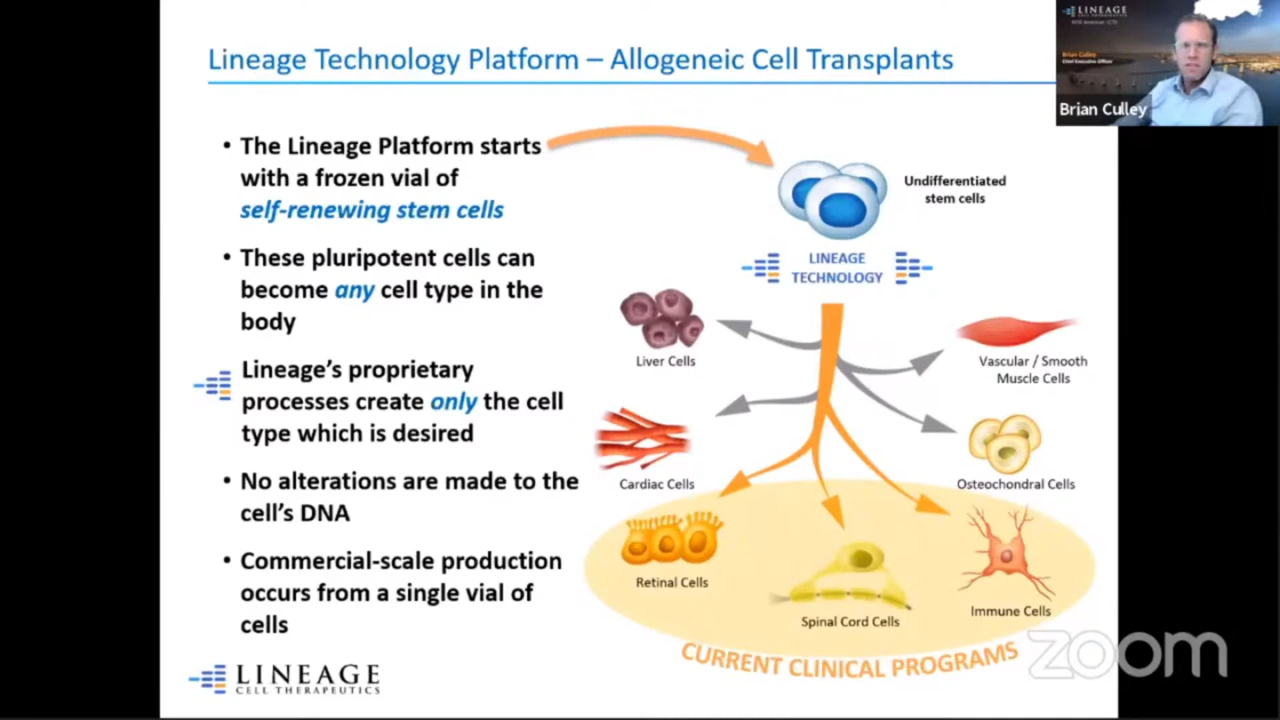 Lineage Technology Platform – Allogeneic Cell Transplants
LINEAGE
CELL THERAPEUTICS
Brian Culley
Chief Executive Officer
Brian Culley
• The Lineage Platform starts
with a frozen vial of
self-renewing stem cells
• These pluripotent cells can
become any cell type in the
body
Lineage's proprietary
processes create only the cell
type which is desired
• No alterations are made to the
cell's DNA
• Commercial-scale production
occurs from a single vial of
cells
Undifferentiated
stem cells
LINEAGE
TECHNOLOGY
Liver Cells
Vascular / Smooth
Muscle Cells
Cardiac Cells
Osteochondral Cells
Retinal Cells
Spinal Cord Cells
Immune Cells
CURRENT CLINICAL PROGRAMS
LINEAGE
CELL THERAPEUTICS
zoom